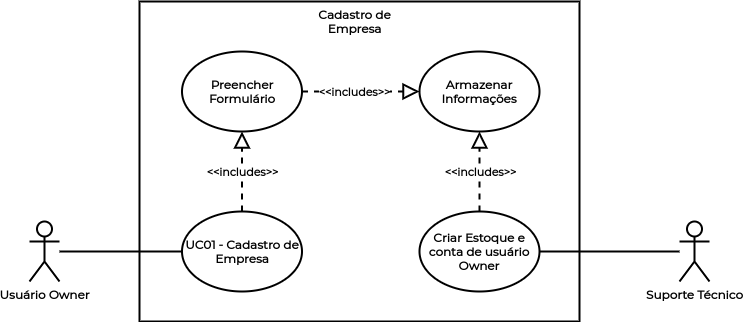 Cadastro de
Empresa
Preencher
Formulário
<<includes>>
Armazenar
Informações
<<includes>>
<<includes>>
UC01 - Cadastro de
Empresa
Criar Estoque e
conta de usuário
Owner
Usuário Owner
Suporte Técnico